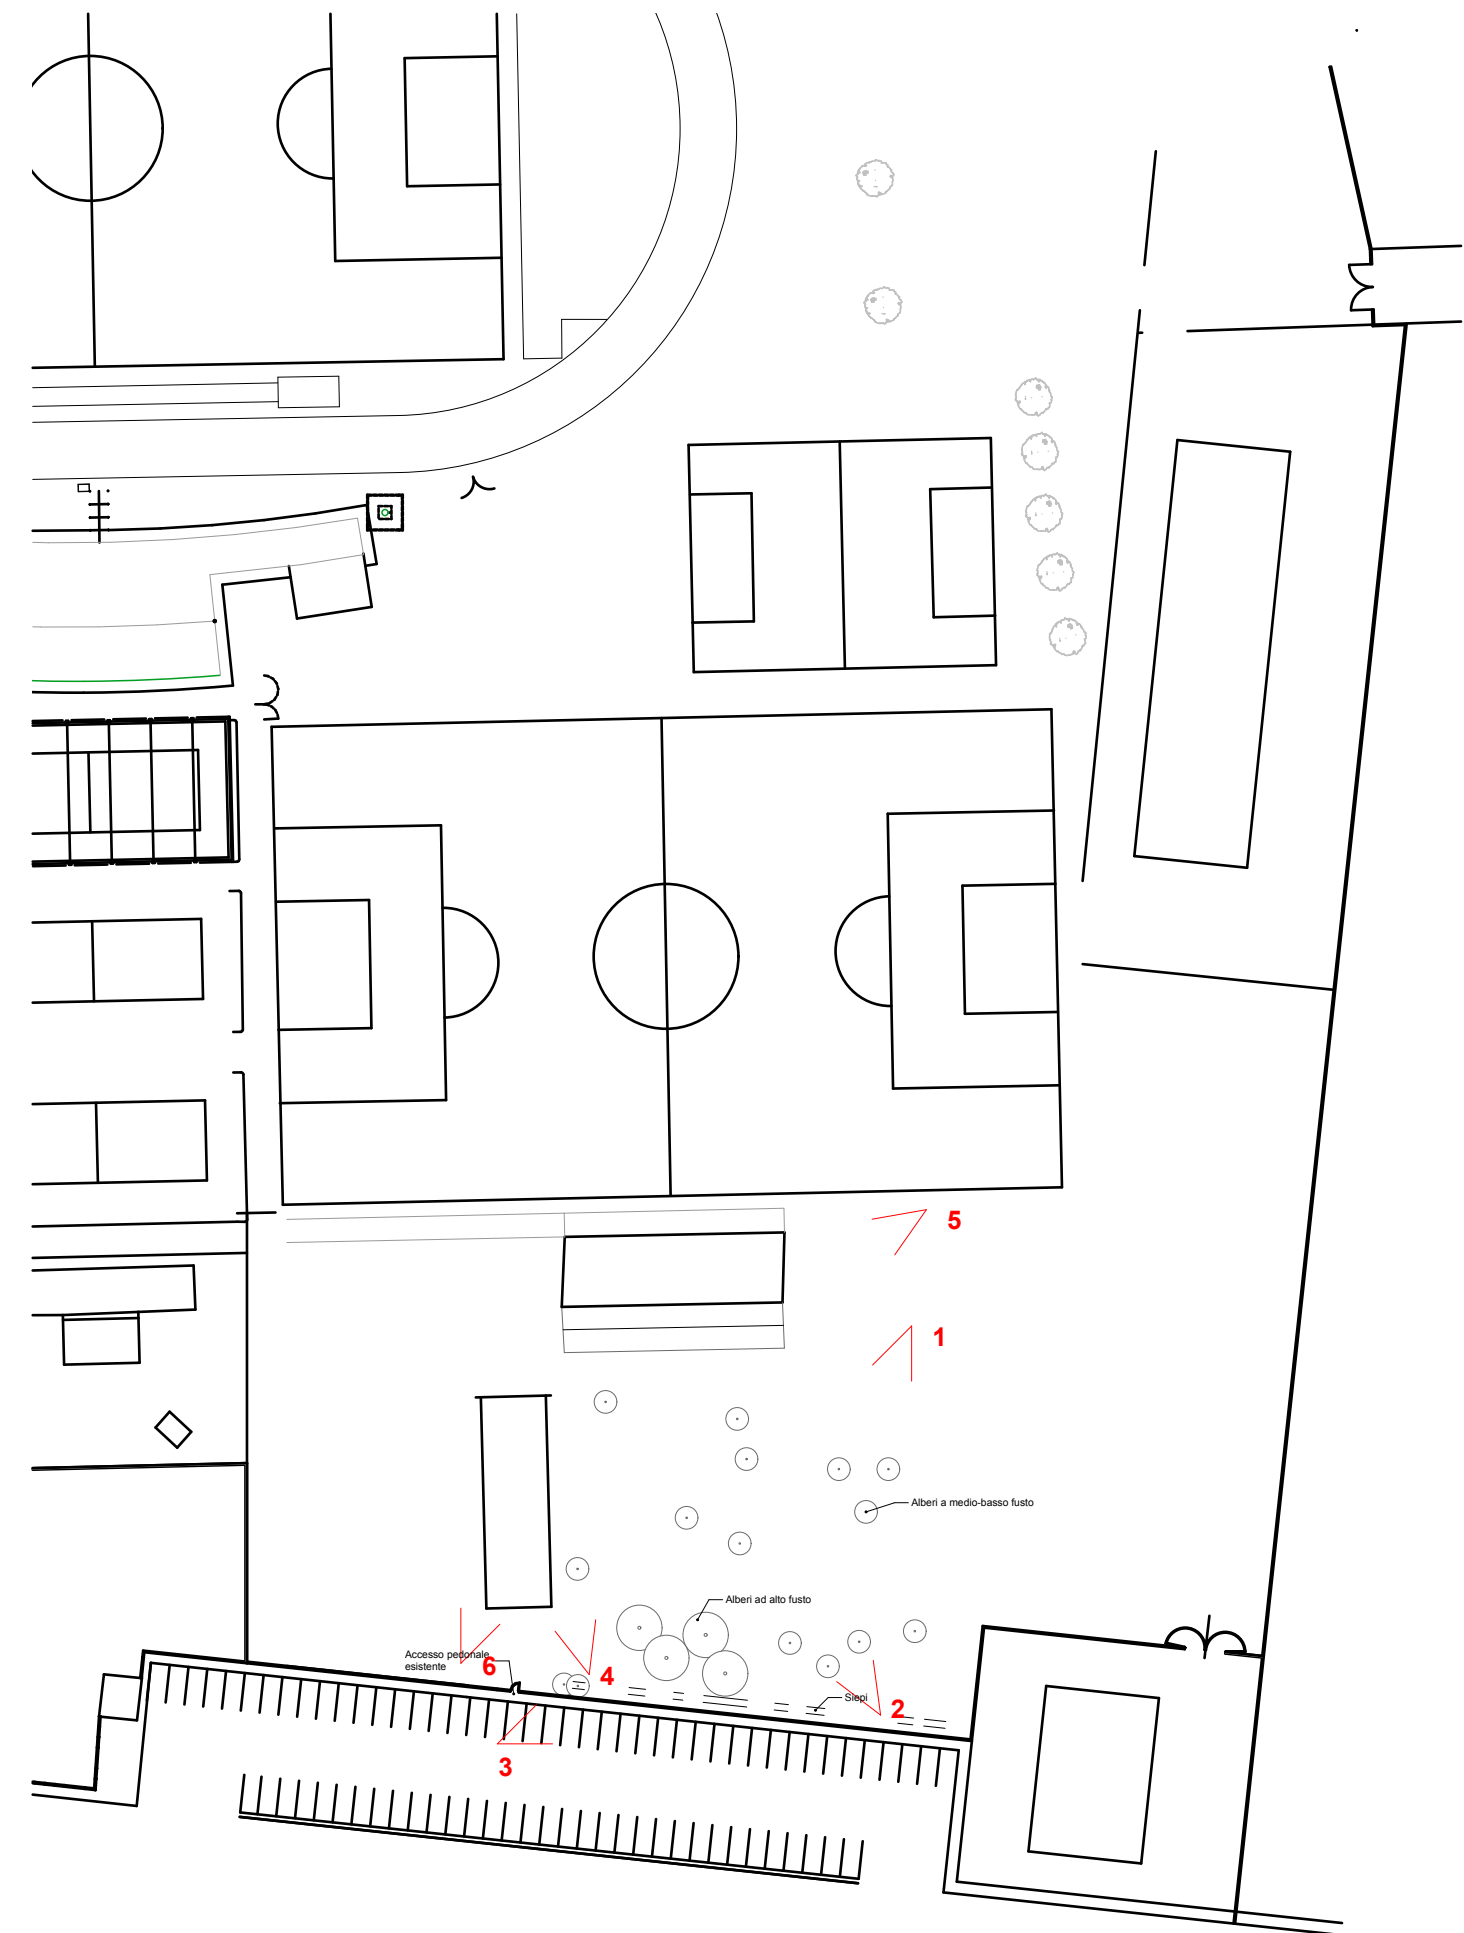 5
1
Alberi a medio-basso fusto
Alberi ad alto fusto
Accesso pedonale
esistente
6
4
Siepi
2
3